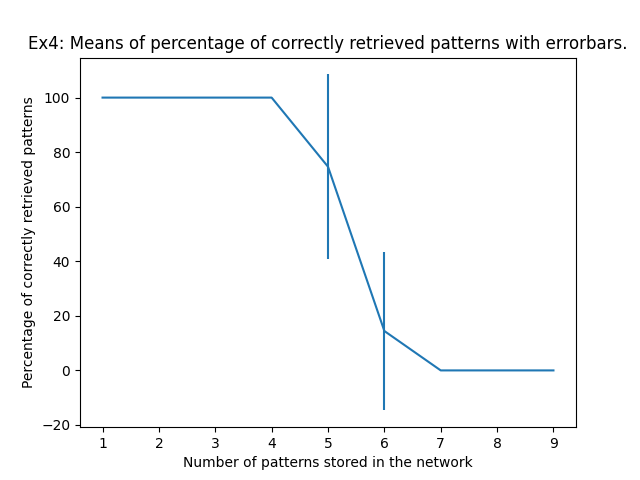 Ex4: Means of percentage of correctly retrieved patterns with errorbars.
100
80
60
40
20
0
−20
Percentage of correctly retrieved patterns
1 2 3 4 5 6 7 8 9
Number of patterns stored in the network